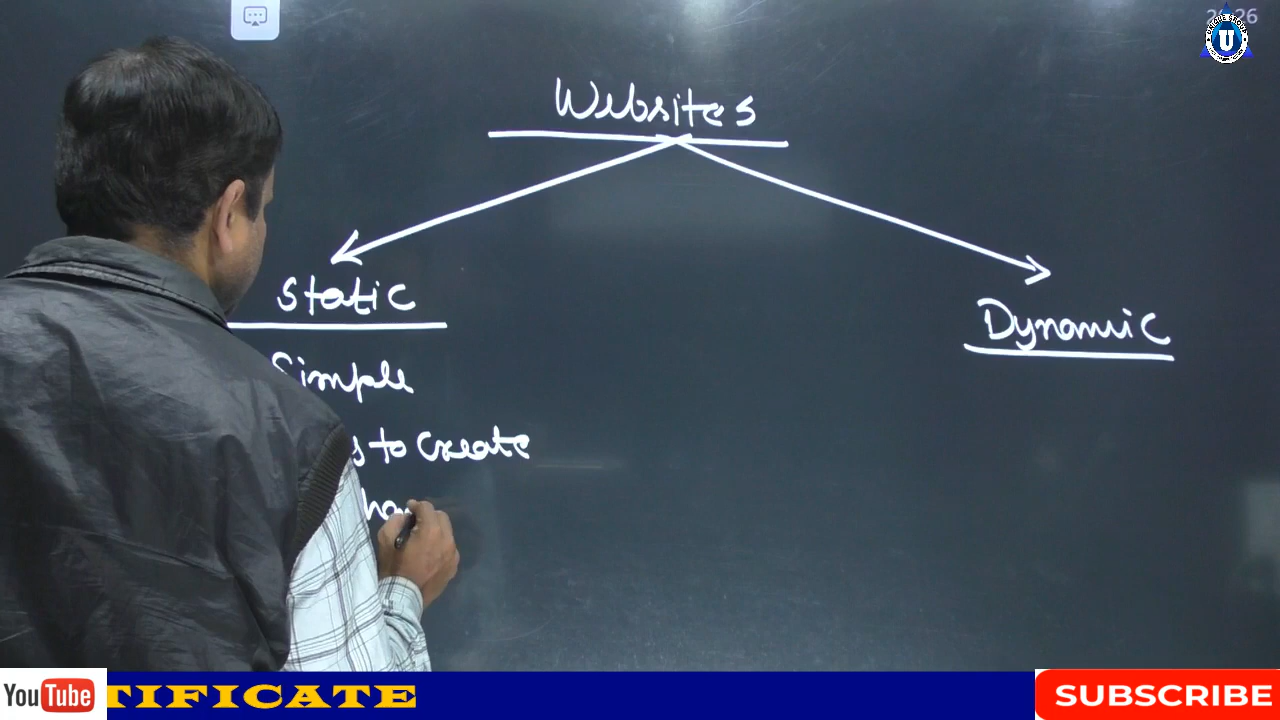 Websites
Static
Dynamic
Simple
to create
YouTube
TIFICATE
SUBSCRIBE
U